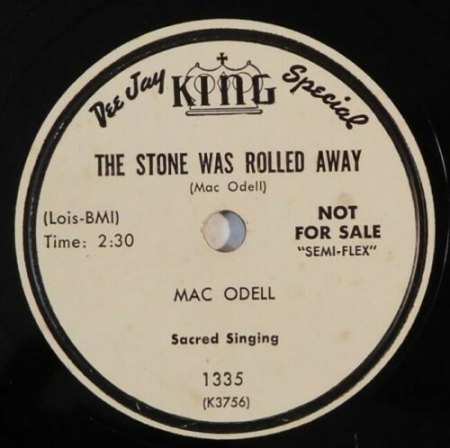 Dee Jay KING Special
THE STONE WAS ROLLED AWAY
(Mac Odell)
(Lois-BMI)
Time: 2:30
NOT
FOR SALE
"SEMI-FLEX"
MAC ODELL
Sacred Singing
1335
(K3756)